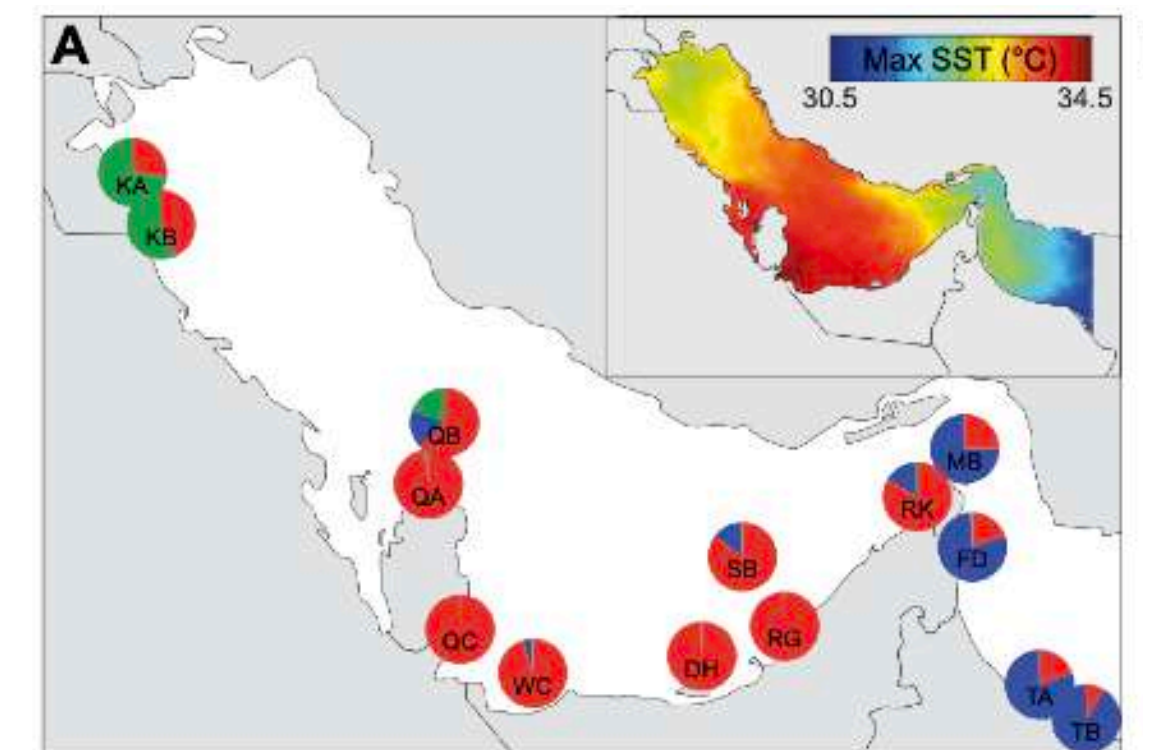 A
Max SST (°C)
30.5 34.5
KA
KB
QB
QA
MB
RK
FD
SB
QC
RG
WC
DH
TA
TB